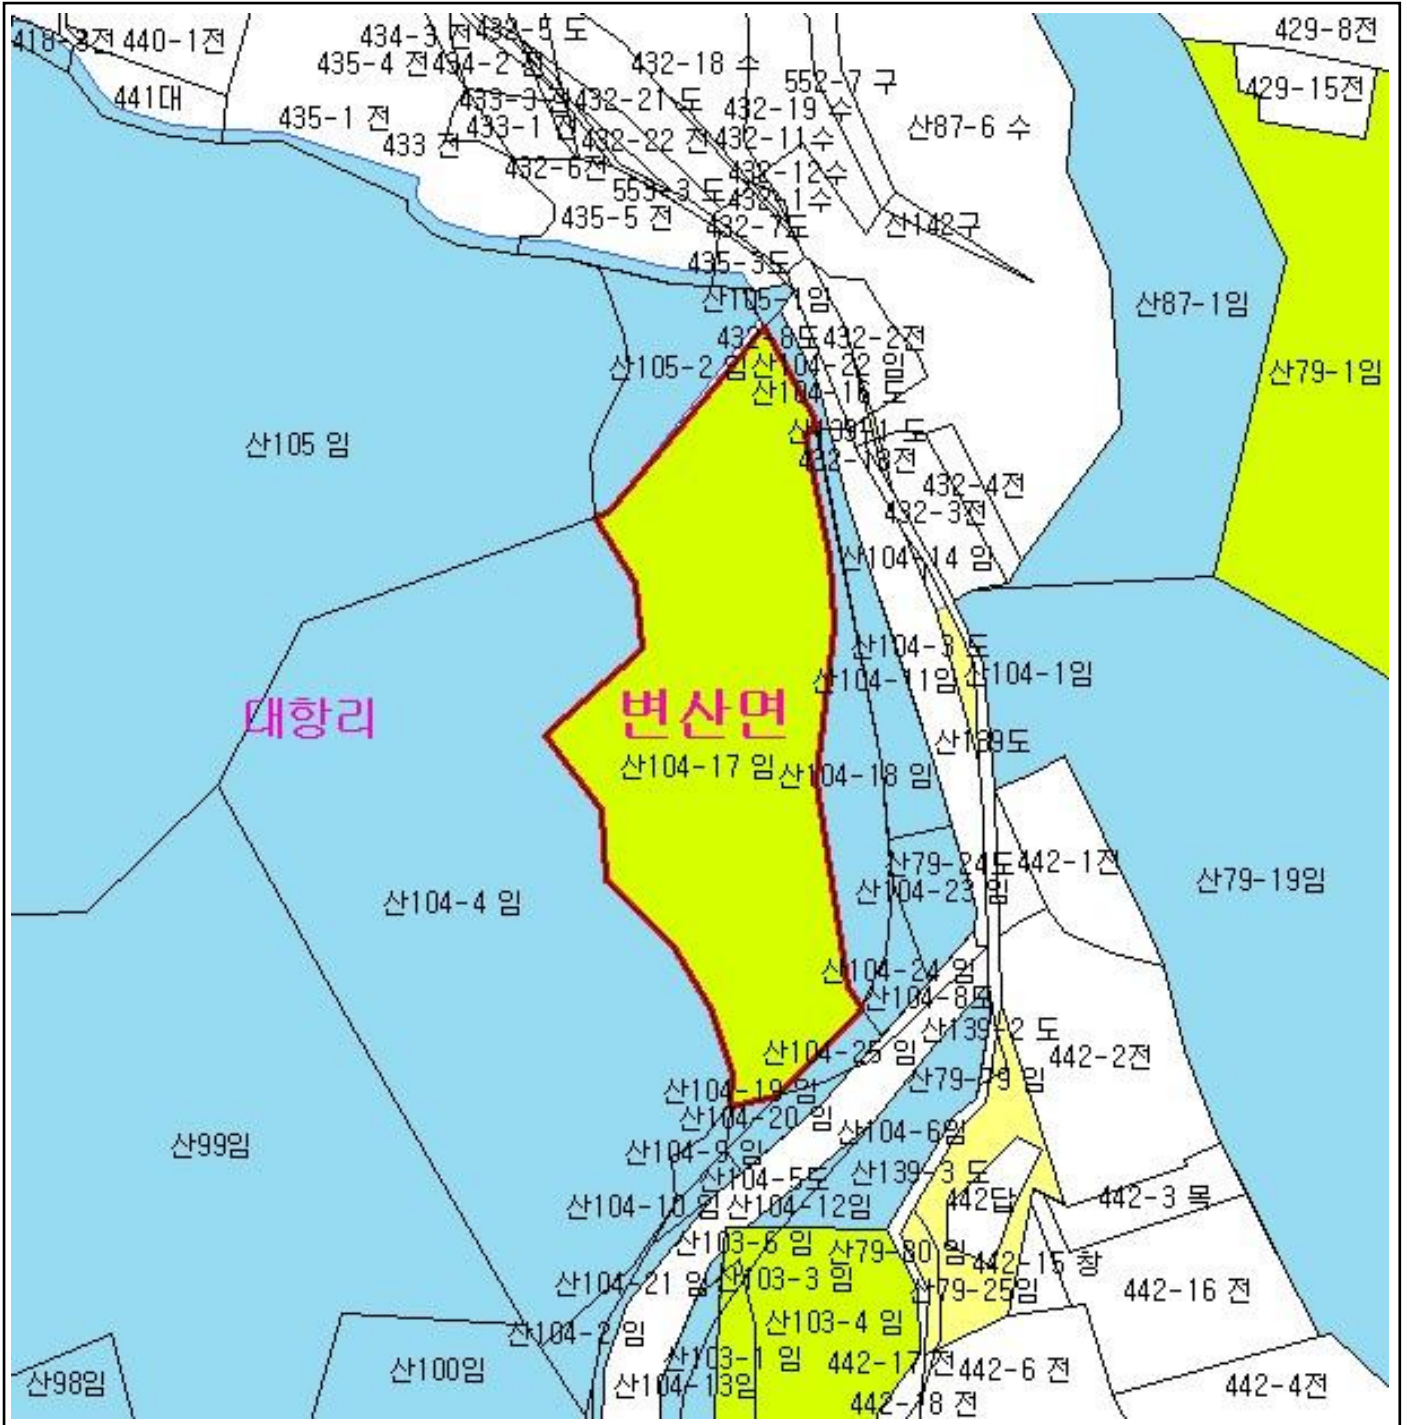 418-3전
440-1전
434-3 전
432-5 도
429-8전
435-4 전
434-2 전
432-18 수
552-7 구
429-15전
441대
433-3 전
432-21 도
432-19 수
435-1 전
433-1 전
432-22 전
432-11수
산87-6 수
433 전
432-6전
432-12수
553-3 도
432-1수
435-5 전
432-7도
산142구
435-3도
산105-1임
산87-1임
432-8도
432-2전
산105-2 임
산104-22 임
산79-1임
산104-16 도
산105 임
산139-1 도
432-4전
432-3전
산104-14 임
산104-3 도
산104-11임
산104-1임
대항리
변산면
산139도
산104-17 임
산104-18 임
산79-24도
442-1전
산79-19임
산104-23 임
산104-4 임
산104-24 임
산104-8도
산139-2 도
442-2전
산104-25 임
산79-79 임
산104-19 임
산104-20 임
산104-6임
산99임
산104-9 임
산139-3 도
산104-5도
442답
442-3 목
산104-10 임
산104-12임
산103-6 임
산79-80 임
442-15 창
산104-21 임
산103-3 임
산79-25임
442-16 전
산104-2 임
산103-4 임
산103-1 임
442-17 전
442-6 전
산98임
산100임
산104-13임
442-4전
442-18 전